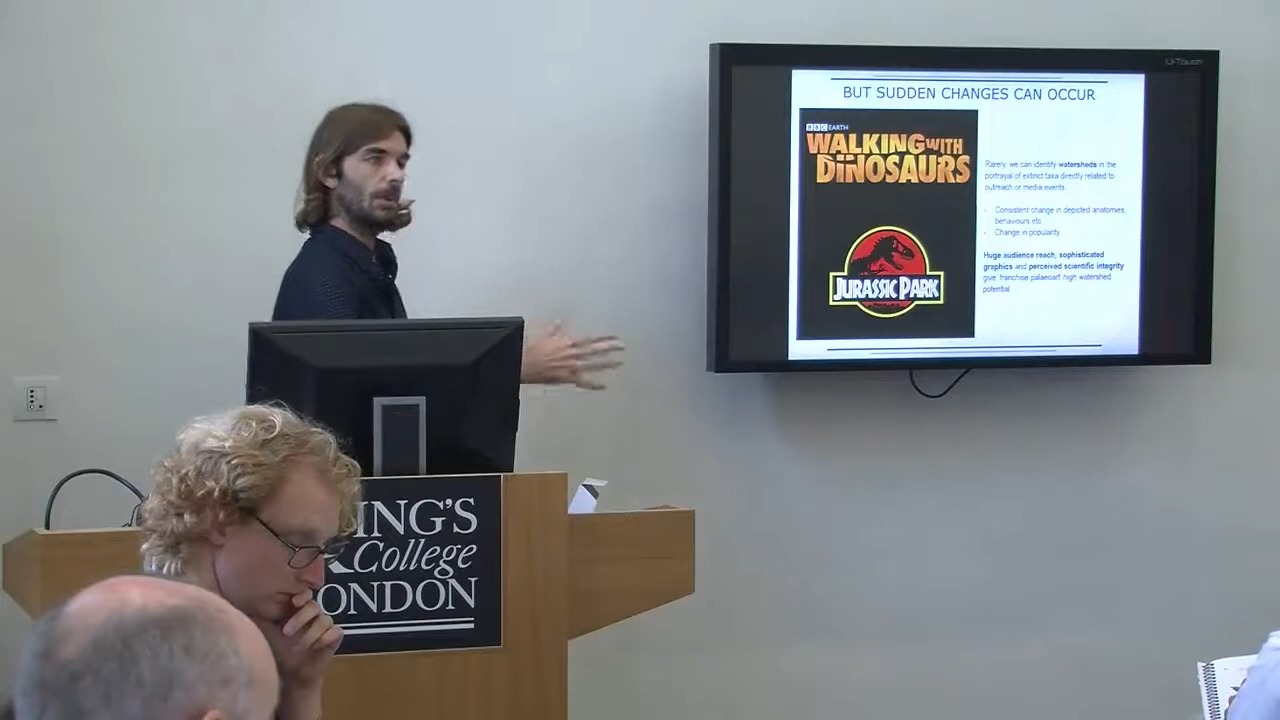 U-Touch
BUT SUDDEN CHANGES CAN OCCUR
BBC EARTH
WALKING WITH
DINOSAURS
JURASSIC PARK
Rarely, we can identify watersheds in the
portrayal of extinct taxa directly related to
outreach or media events
- Consistent change in depicted anatomies,
behaviours etc
- Change in popularity
Huge audience reach, sophisticated
graphics and perceived scientific integrity
give 'franchise palaeoart' high watershed
potential
ING'S
College
ONDON